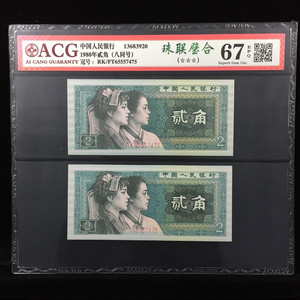 ACG
AI CANG GUARANTY
中国人民银行 13683920
1980年贰角（八同号）
冠号： RK/FT65557475
珠联璧合
(☆☆☆)
67 EPQ
Superb Gem Unc
中国人民银行
贰角
2
中国人民银行
贰角
2